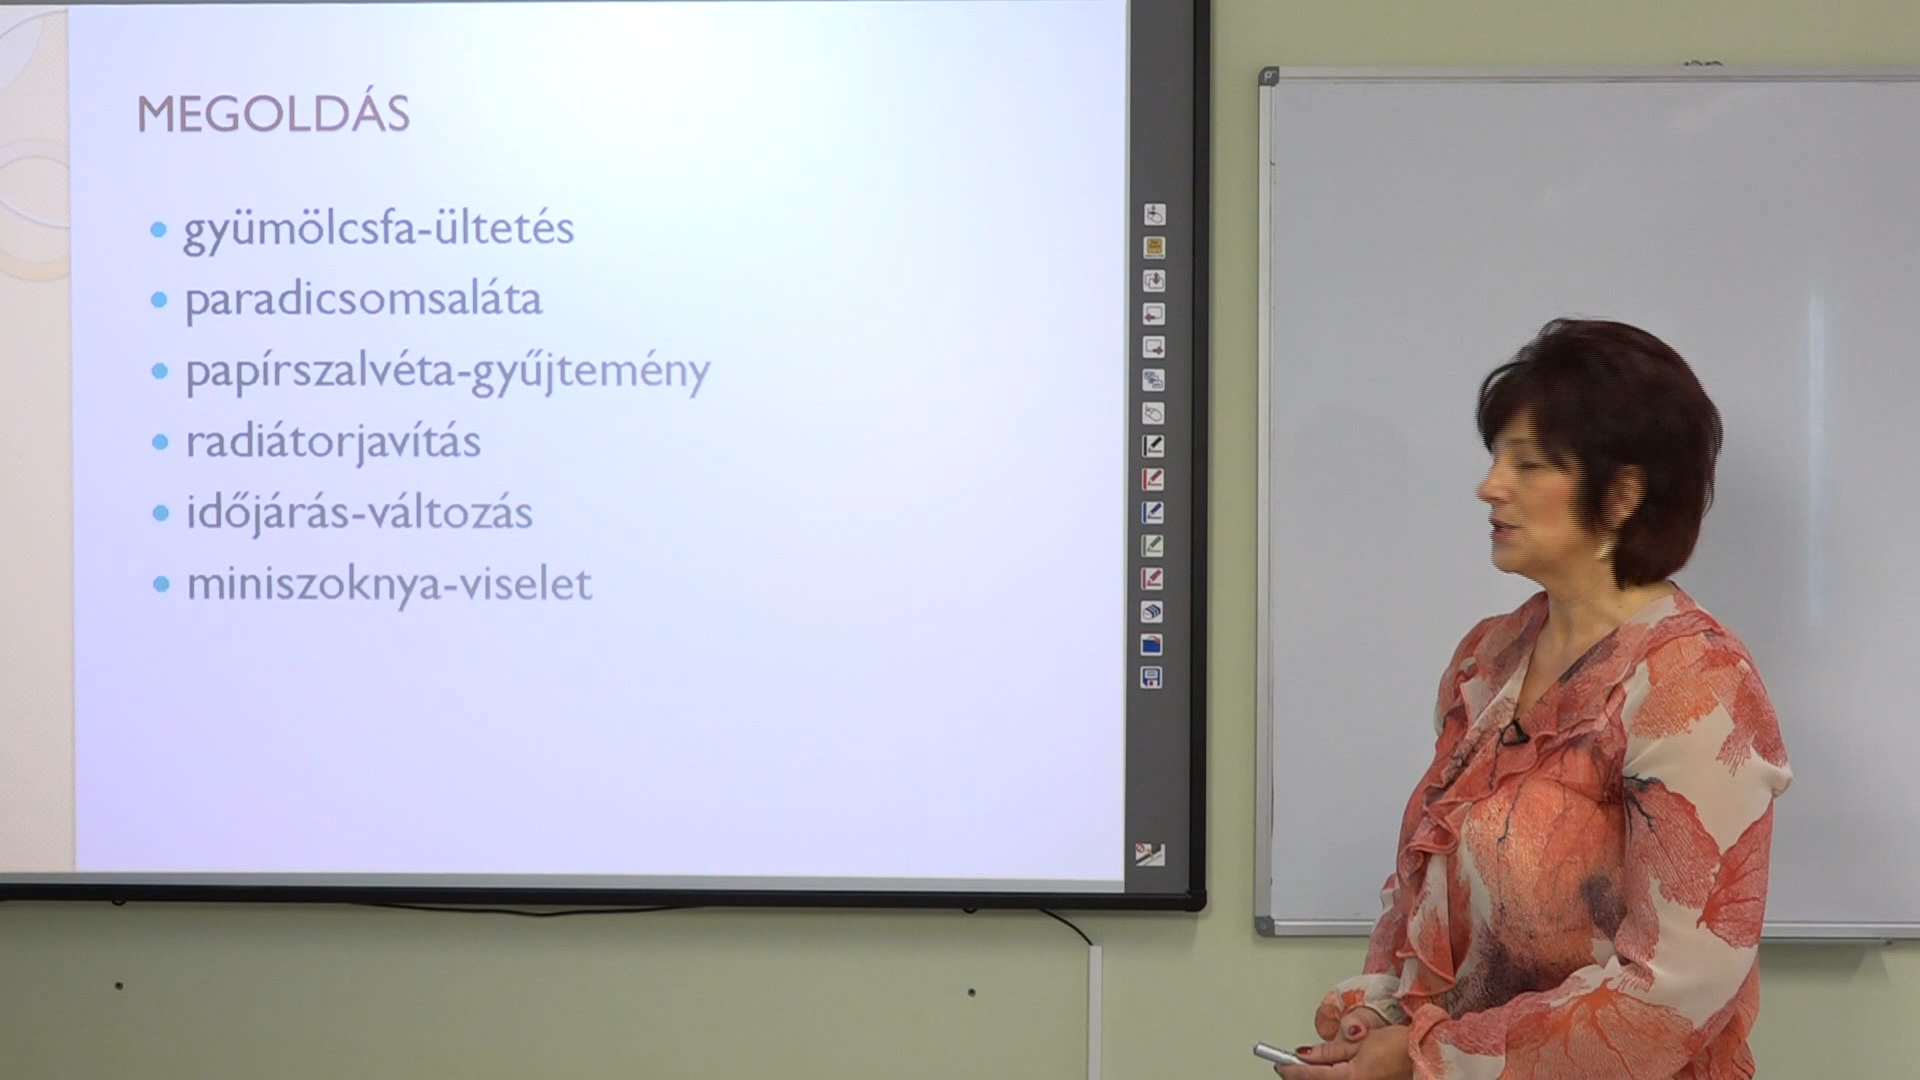 MEGOLDÁS
gyümölcsfa-ültetés
paradicsomsaláta
papírszalvéta-gyűjtemény
radiátorjavítás
időjárás-változás
miniszoknya-viselet